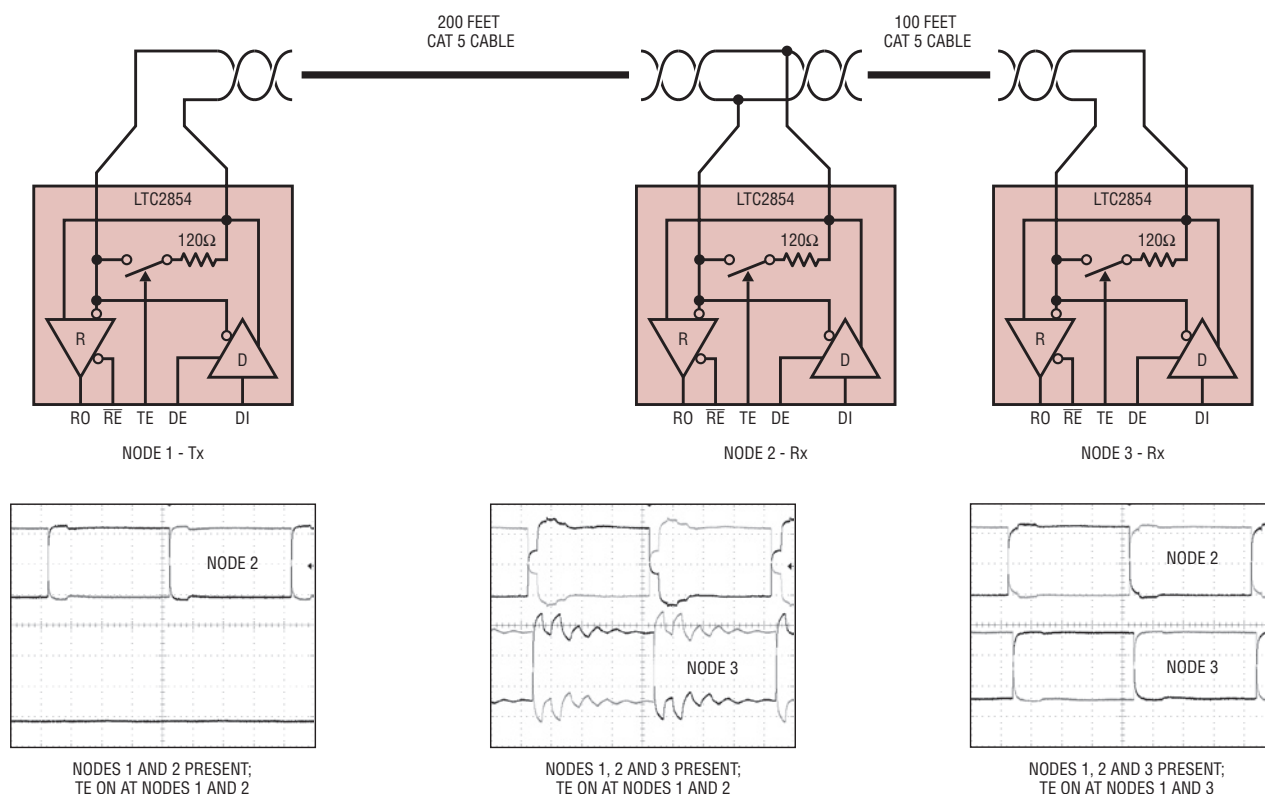 200 FEET
CAT 5 CABLE
100 FEET
CAT 5 CABLE
LTC2854
LTC2854
LTC2854
120Ω
120Ω
120Ω
R
D
R
D
R
D
RO R̅E̅ TE DE DI
RO R̅E̅ TE DE DI
RO R̅E̅ TE DE DI
NODE 1 - Tx
NODE 2 - Rx
NODE 3 - Rx
NODE 2
NODE 3
NODE 2
NODE 3
NODES 1 AND 2 PRESENT;
TE ON AT NODES 1 AND 2
NODES 1, 2 AND 3 PRESENT;
TE ON AT NODES 1 AND 2
NODES 1, 2 AND 3 PRESENT;
TE ON AT NODES 1 AND 3